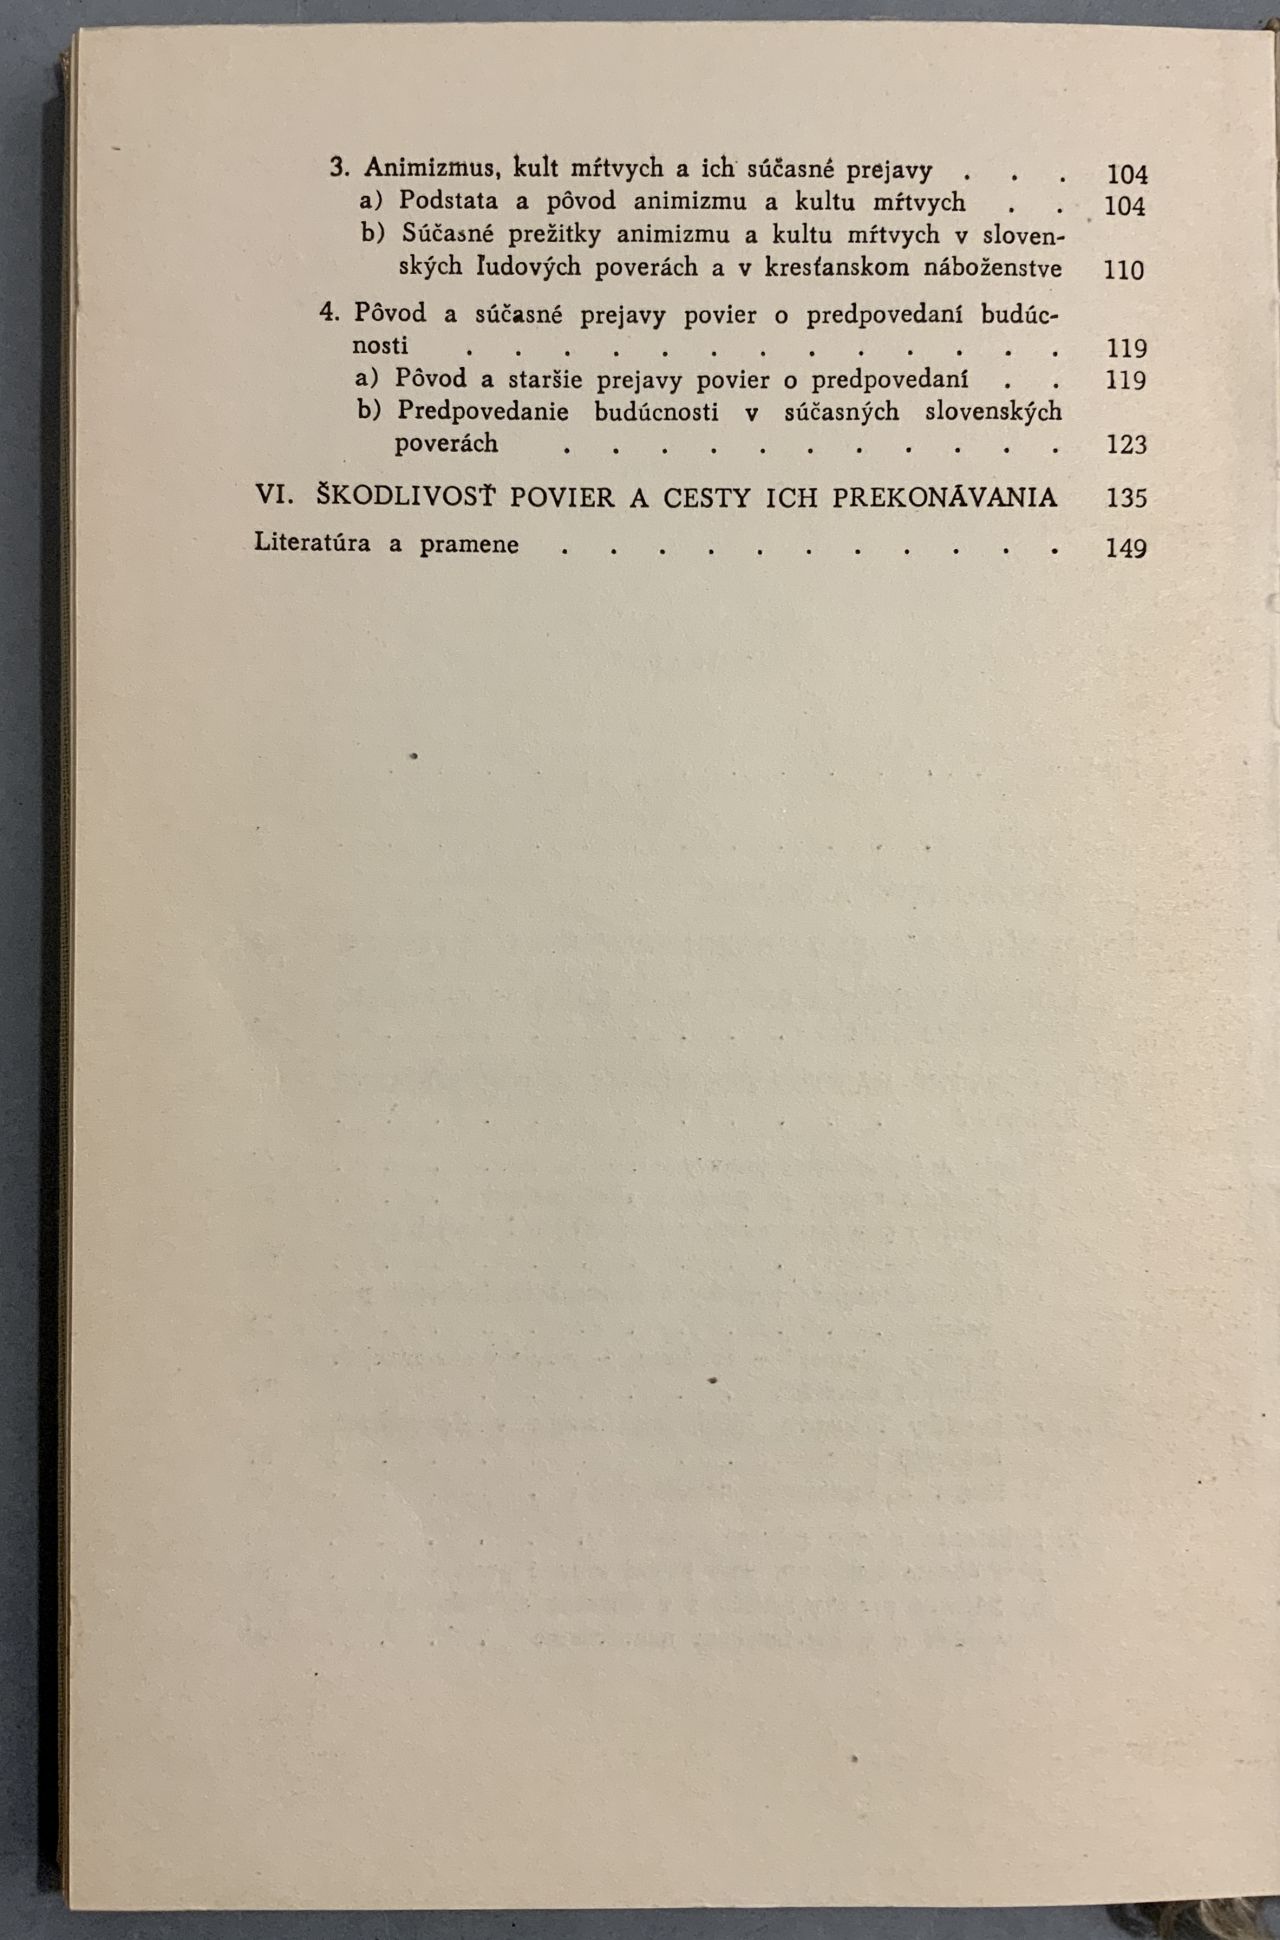 3. Animizmus, kult mŕtvych a ich súčasné prejavy . . . 104
a) Podstata a pôvod animizmu a kultu mŕtvych . . 104
b) Súčasné prežitky animizmu a kultu mŕtvych v sloven-
ských ľudových poverách a v kresťanskom náboženstve 110
4. Pôvod a súčasné prejavy povier o predpovedaní budúc-
nosti . . . . . . . . . . . . . 119
a) Pôvod a staršie prejavy povier o predpovedaní . . 119
b) Predpovedanie budúcnosti v súčasných slovenských
poverách . . . . . . . . . . . 123
VI. ŠKODLIVOSŤ POVIER A CESTY ICH PREKONÁVANIA 135
Literatúra a pramene . . . . . . . . . . . 149